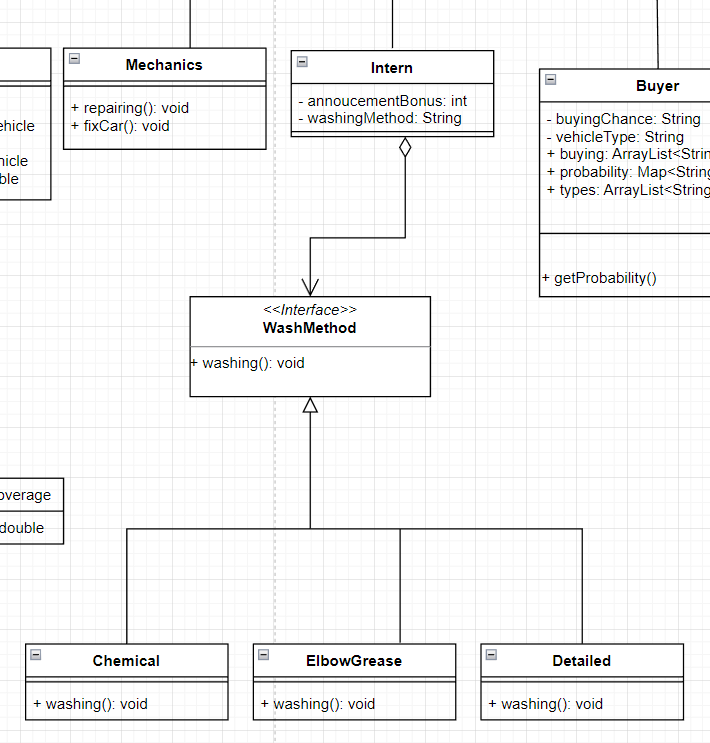 Mechanics
+ repairing(): void
+ fixCar(): void
Intern
- annoucementBonus: int
- washingMethod: String
Buyer
- buyingChance: String
- vehicleType: String
+ buying: ArrayList<Strin
+ probability: Map<String
+ types: ArrayList<String
+ getProbability()
ehicle
hicle
ble
<<Interface>>
WashMethod
+ washing(): void
overage
double
Chemical
+ washing(): void
ElbowGrease
+ washing(): void
Detailed
+ washing(): void